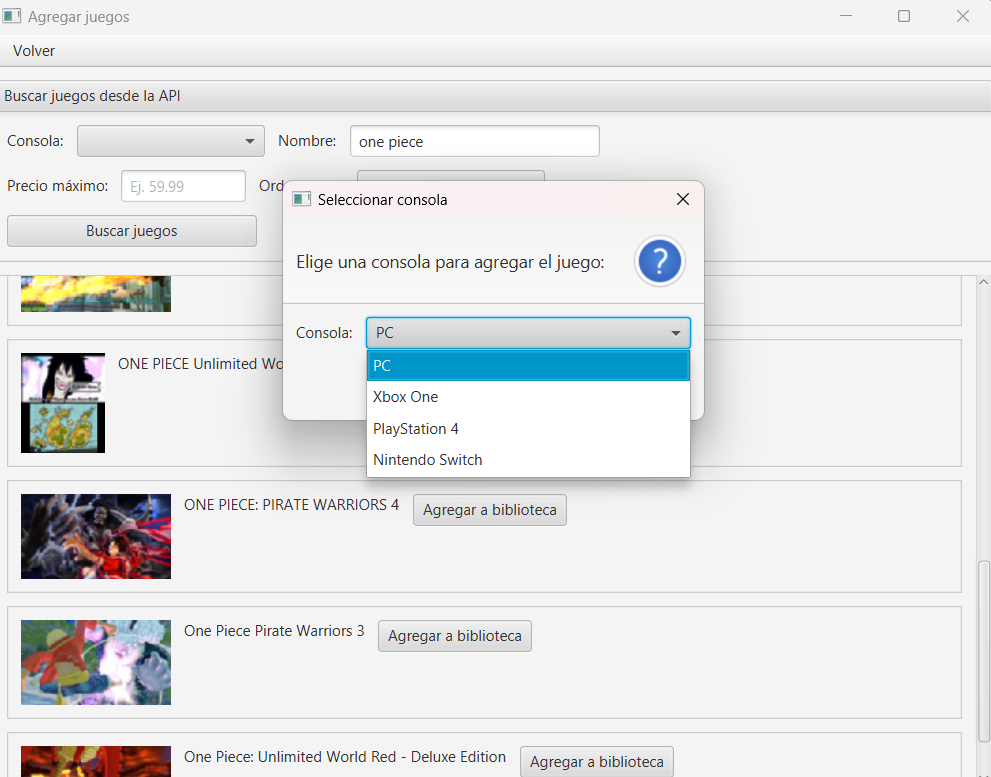 Agregar juegos
Volver
Buscar juegos desde la API
Consola:
Nombre: one piece
Precio máximo: Ej. 59.99
Buscar juegos
Seleccionar consola
Elige una consola para agregar el juego:
?
Consola: PC
PC
Xbox One
PlayStation 4
Nintendo Switch
ONE PIECE Unlimited
ONE PIECE: PIRATE WARRIORS 4 Agregar a biblioteca
One Piece Pirate Warriors 3 Agregar a biblioteca
One Piece: Unlimited World Red - Deluxe Edition Agregar a biblioteca